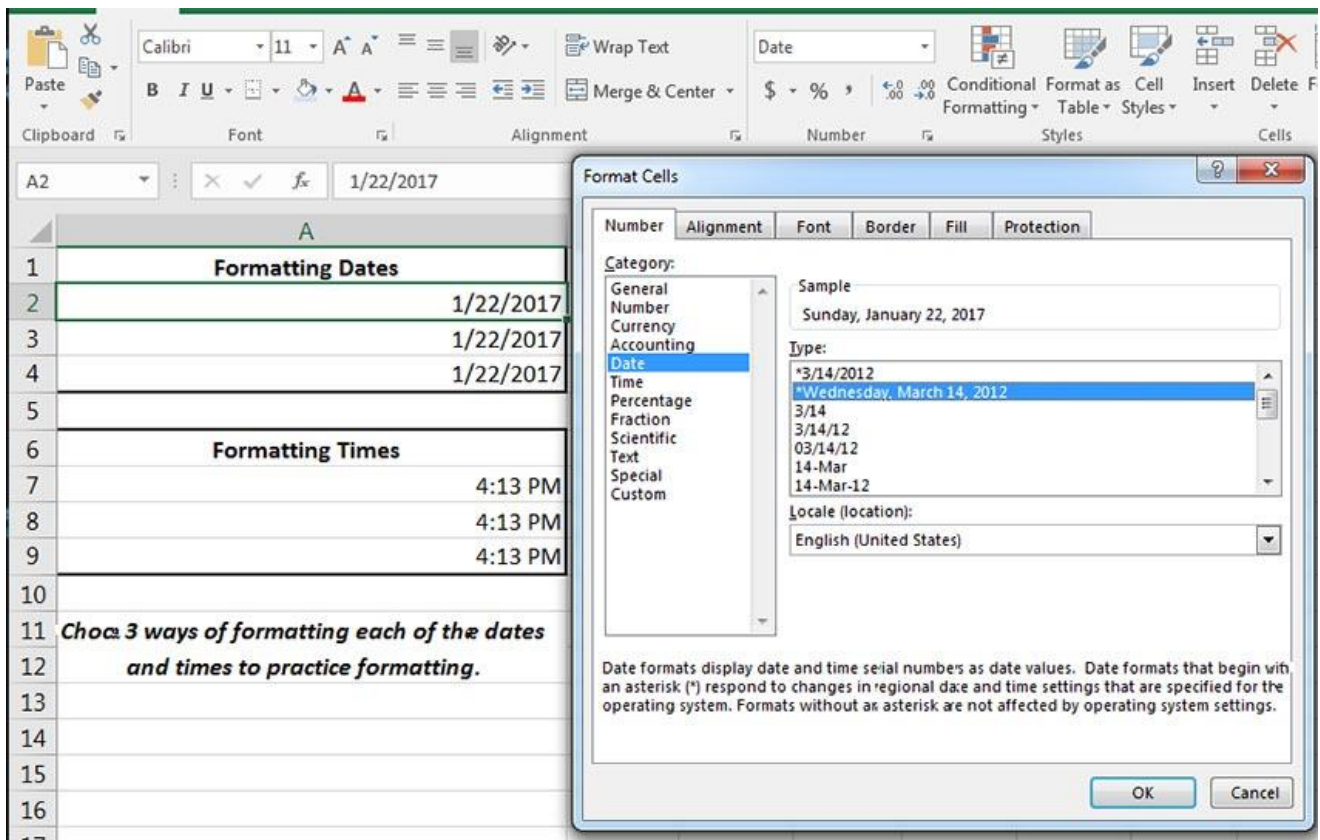 Calibri 11 A A Wrap Text Date
Paste B I U A Merge & Center $ % , .00 .00 Conditional Formatting Format as Table Cell Styles Insert Delete F
Clipboard Font Alignment Number Styles Cells
A2 fx 1/22/2017
A
1 Formatting Dates
2 1/22/2017
3 1/22/2017
4 1/22/2017
5
6 Formatting Times
7 4:13 PM
8 4:13 PM
9 4:13 PM
10
11 3 ways of formatting each of the dates
12 and times to practice formatting.
13
14
15
16
Format Cells ? X
Number Alignment Font Border Fill Protection
Category:
General
Number
Currency
Accounting
Date
Time
Percentage
Fraction
Scientific
Text
Special
Custom
Sample
Sunday, January 22, 2017
Type:
*3/14/2012
*Wednesday, March 14, 2012
3/14
3/14/12
03/14/12
14-Mar
14-Mar-12
Locale (location):
English (United States)
Date formats display date and time serial numbers as date values. Date formats that begin with
an asterisk (*) respond to changes in regional date and time settings that are specified for the
operating system. Formats without an asterisk are not affected by operating system settings.
OK Cancel